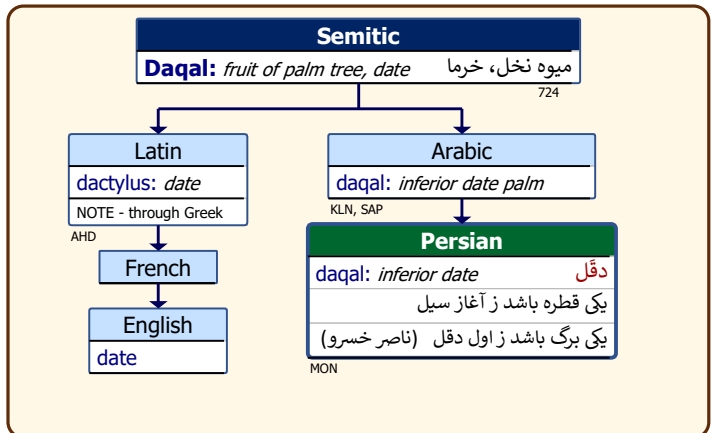 Semitic
Daqal: fruit of palm tree, date میوه نخل، خرما
724
Latin
dactylus: date
NOTE - through Greek
AHD
French
English
date
Arabic
daqal: inferior date palm
KLN, SAP
Persian
daqal: inferior date دقَل
یکی قطره باشد ز آغاز سیل
یکی برگ باشد ز اول دقل (ناصر خسرو)
MON